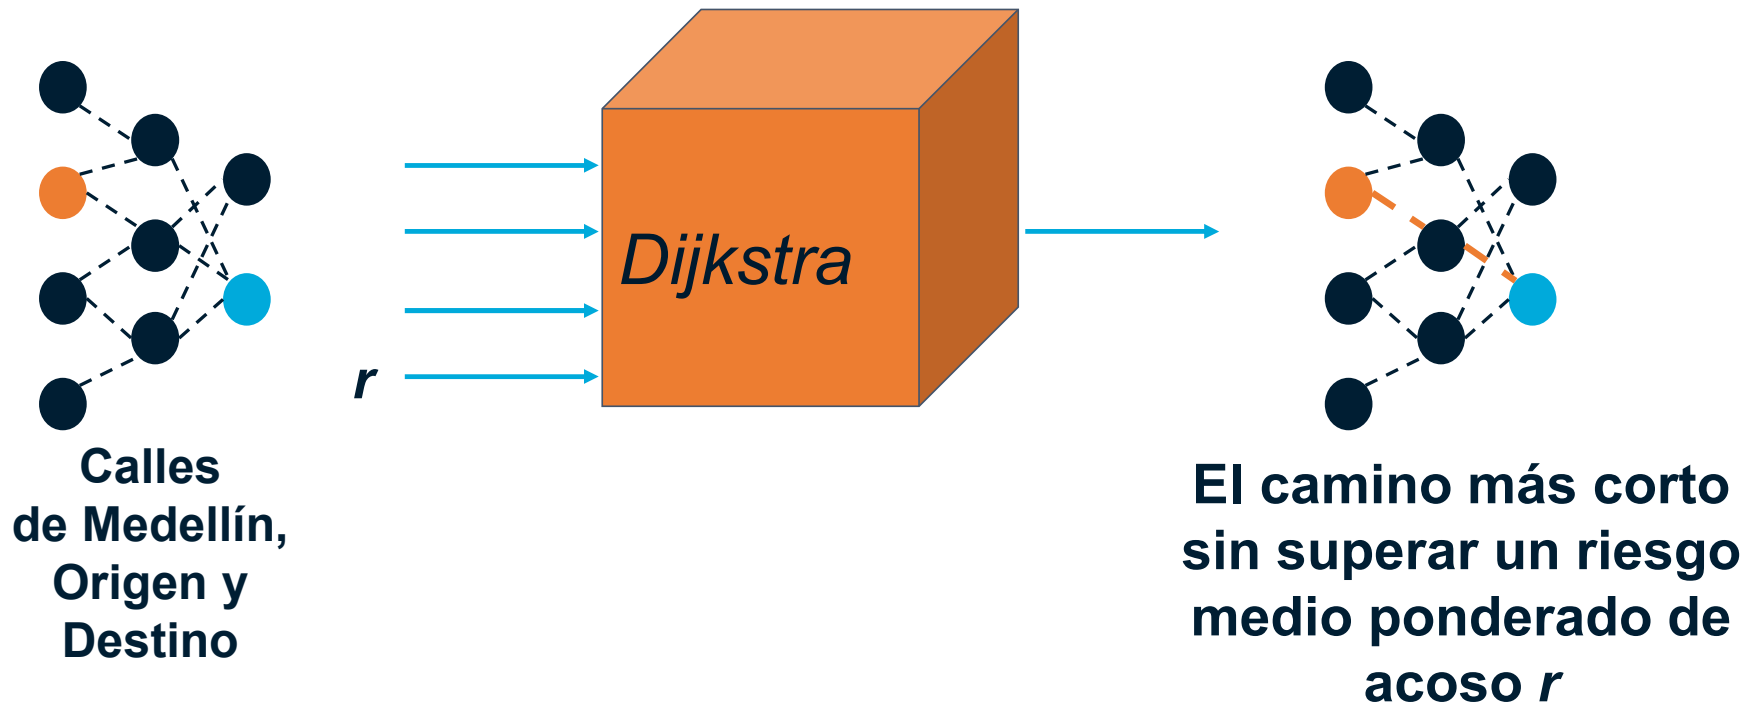 Calles
de Medellín,
Origen y
Destino
r
Dijkstra
El camino más corto
sin superar un riesgo
medio ponderado de
acoso r